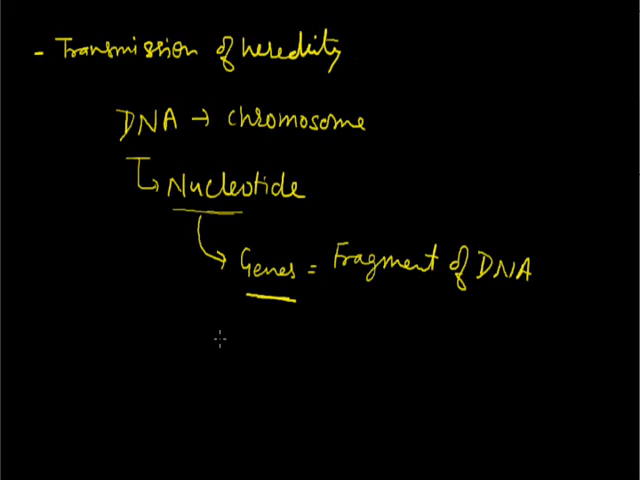 - Transmission of heredity
DNA → chromosome
↳ Nucleotide
↳ Genes = Fragment of DNA